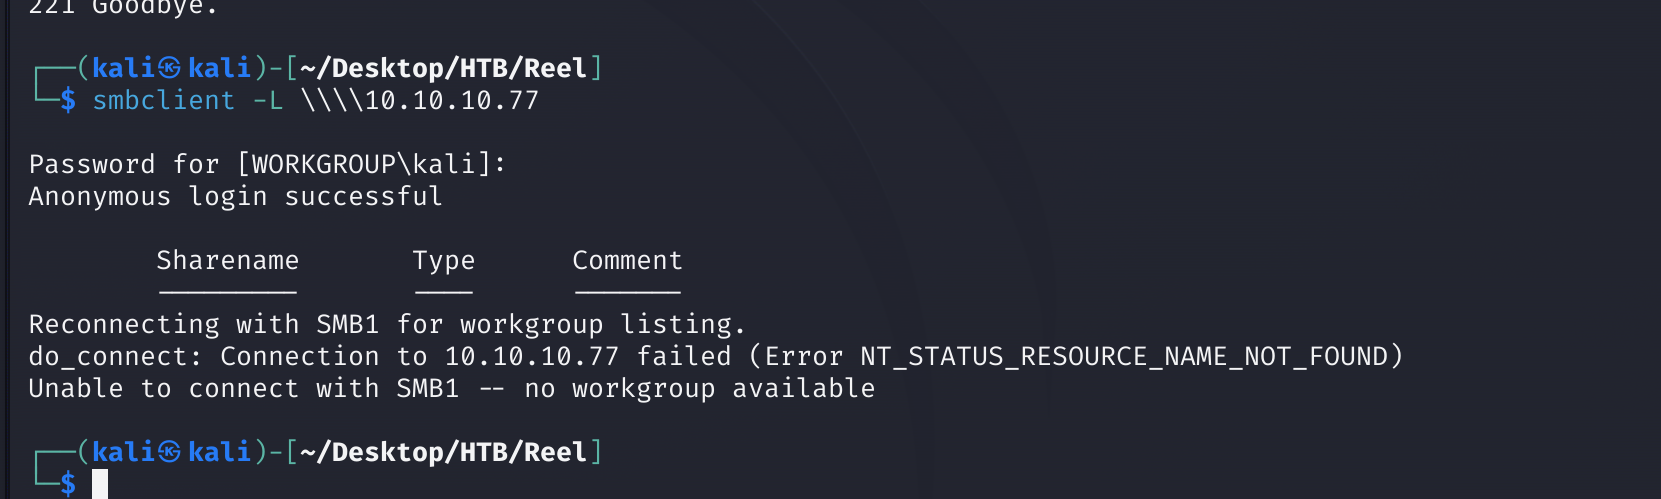 221 Goodbye.
┌──(kali㉿kali)-[~/Desktop/HTB/Reel]
└─$ smbclient -L \\\\10.10.10.77
Password for [WORKGROUP\kali]:
Anonymous login successful
Sharename Type Comment
--------- ---- -------
Reconnecting with SMB1 for workgroup listing.
do_connect: Connection to 10.10.10.77 failed (Error NT_STATUS_RESOURCE_NAME_NOT_FOUND)
Unable to connect with SMB1 -- no workgroup available
┌──(kali㉿kali)-[~/Desktop/HTB/Reel]
└─$